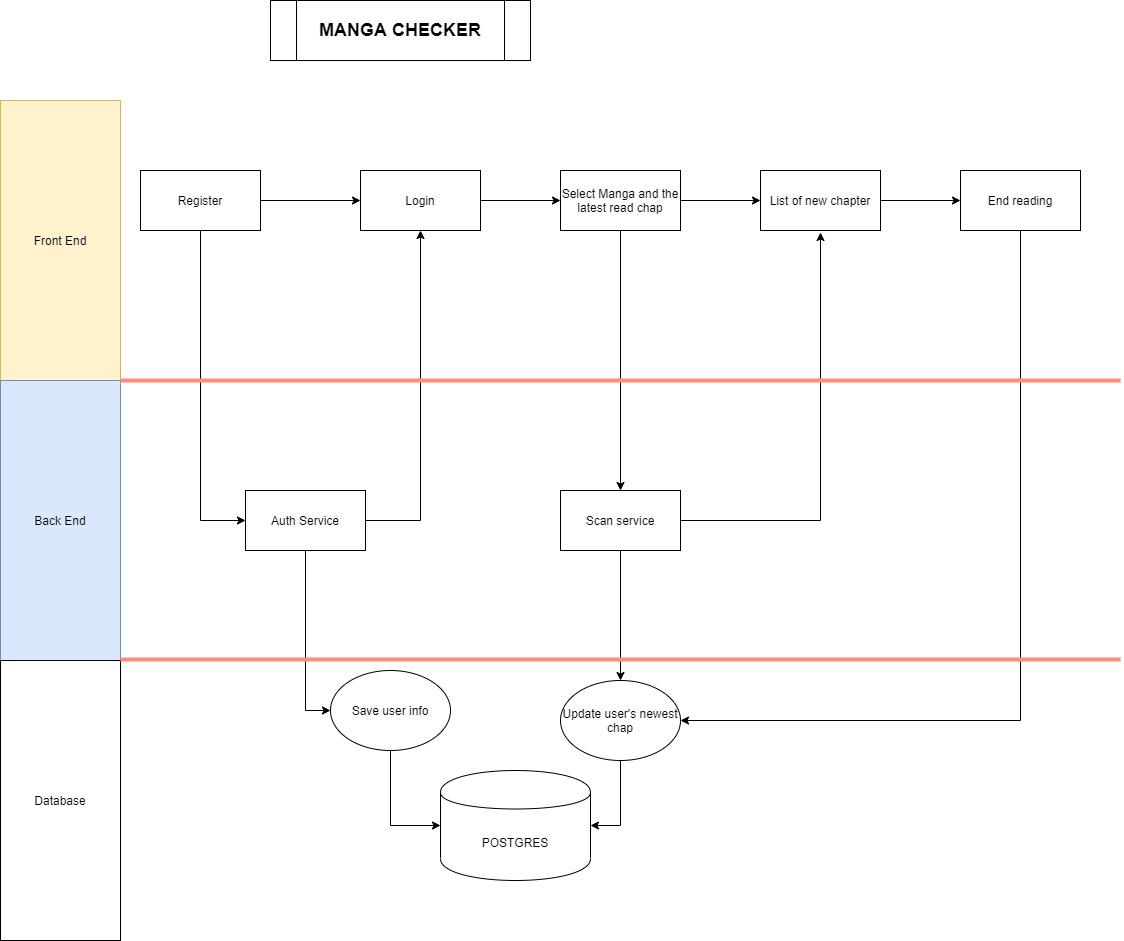 MANGA CHECKER
Register
Login
Select Manga and the
latest read chap
List of new chapter
End reading
Front End
Back End
Auth Service
Scan service
Save user info
Update user's newest
chap
Database
POSTGRES